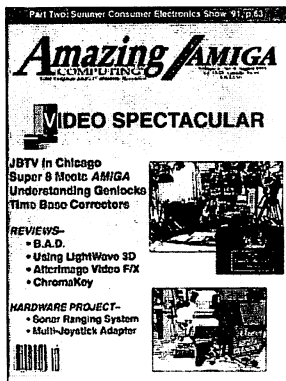 Part Two: Summer Consumer Electronics Show '91, p.63
Amazing AMIGA
COMPUTING
VIDEO SPECTACULAR
JBTV in Chicago
Super 8 Meets AMIGA
Understanding Genlocks
Time Base Correctors
REVIEWS–
• B.A.D.
• Using LightWave 3D
• AfterImage Video F/X
• ChromaKey
HARDWARE PROJECT–
• Sonar Ranging System
• Multi-Joystick Adapter